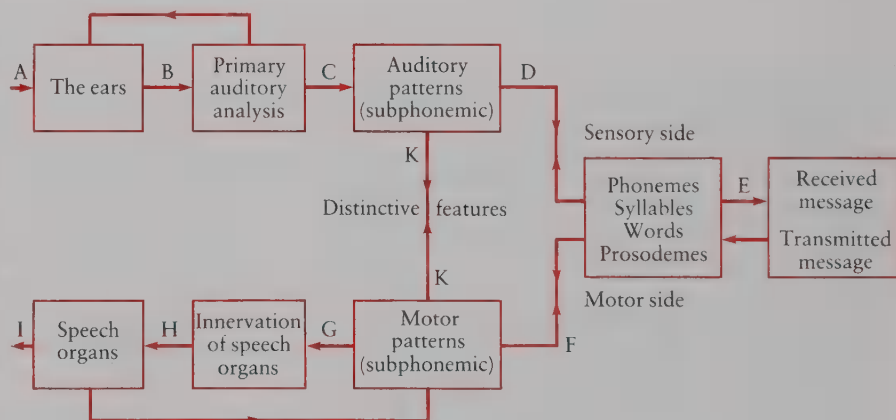 A
The ears
B
Primary
auditory
analysis
C
Auditory
patterns
(subphonemic)
D
K
Sensory side
Distinctive features
Phonemes
Syllables
Words
Prosodemes
E
Received
message
Transmitted
message
K
Motor side
I
Speech
organs
H
Innervation
of speech
organs
G
Motor
patterns
(subphonemic)
F